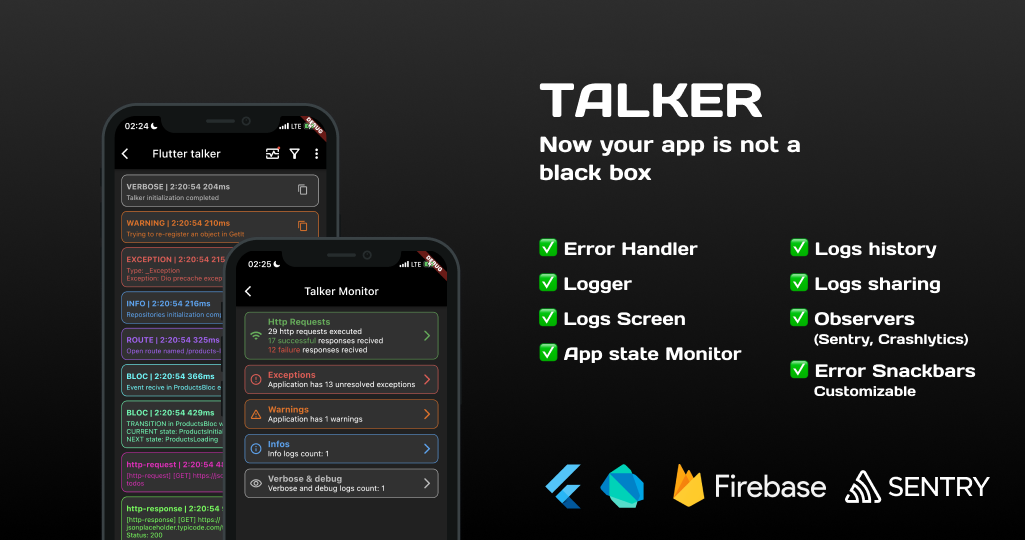 02:24
LTE
DEBUG
Flutter talker
VERBOSE | 2:20:54 204ms
Talker initialization completed
WARNING | 2:20:54 210ms
Trying to re-register an object in GetIt
EXCEPTION | 2:20:54 215
Type: _Exception
Exception: Dio precache excep
INFO | 2:20:54 216ms
Repositories initialization comp
ROUTE | 2:20:54 325ms
Open route named /products-l
BLOC | 2:20:54 366ms
Event recive in ProductsBloc e
BLOC | 2:20:54 429ms
TRANSITION in ProductsBloc w
CURRENT state: ProductsInitial
NEXT state: ProductsLoading
http-request | 2:20:54 4
[http-request] [GET] https://jso
todos
http-response | 2:20:54
[http-response] [GET] https://
jsonplaceholder.typicode.com/
Status: 200
02:25
LTE
DEBUG
Talker Monitor
Http Requests
29 http requests executed
17 successful responses recived
12 failure responses recived
Exceptions
Application has 13 unresolved exceptions
Warnings
Application has 1 warnings
Infos
Info logs count: 1
Verbose & debug
Verbose and debug logs count: 1
TALKER
Now your app is not a
black box
✅ Error Handler
✅ Logger
✅ Logs Screen
✅ App state Monitor
✅ Logs history
✅ Logs sharing
✅ Observers
(Sentry, Crashlytics)
✅ Error Snackbars
Customizable
Firebase
SENTRY